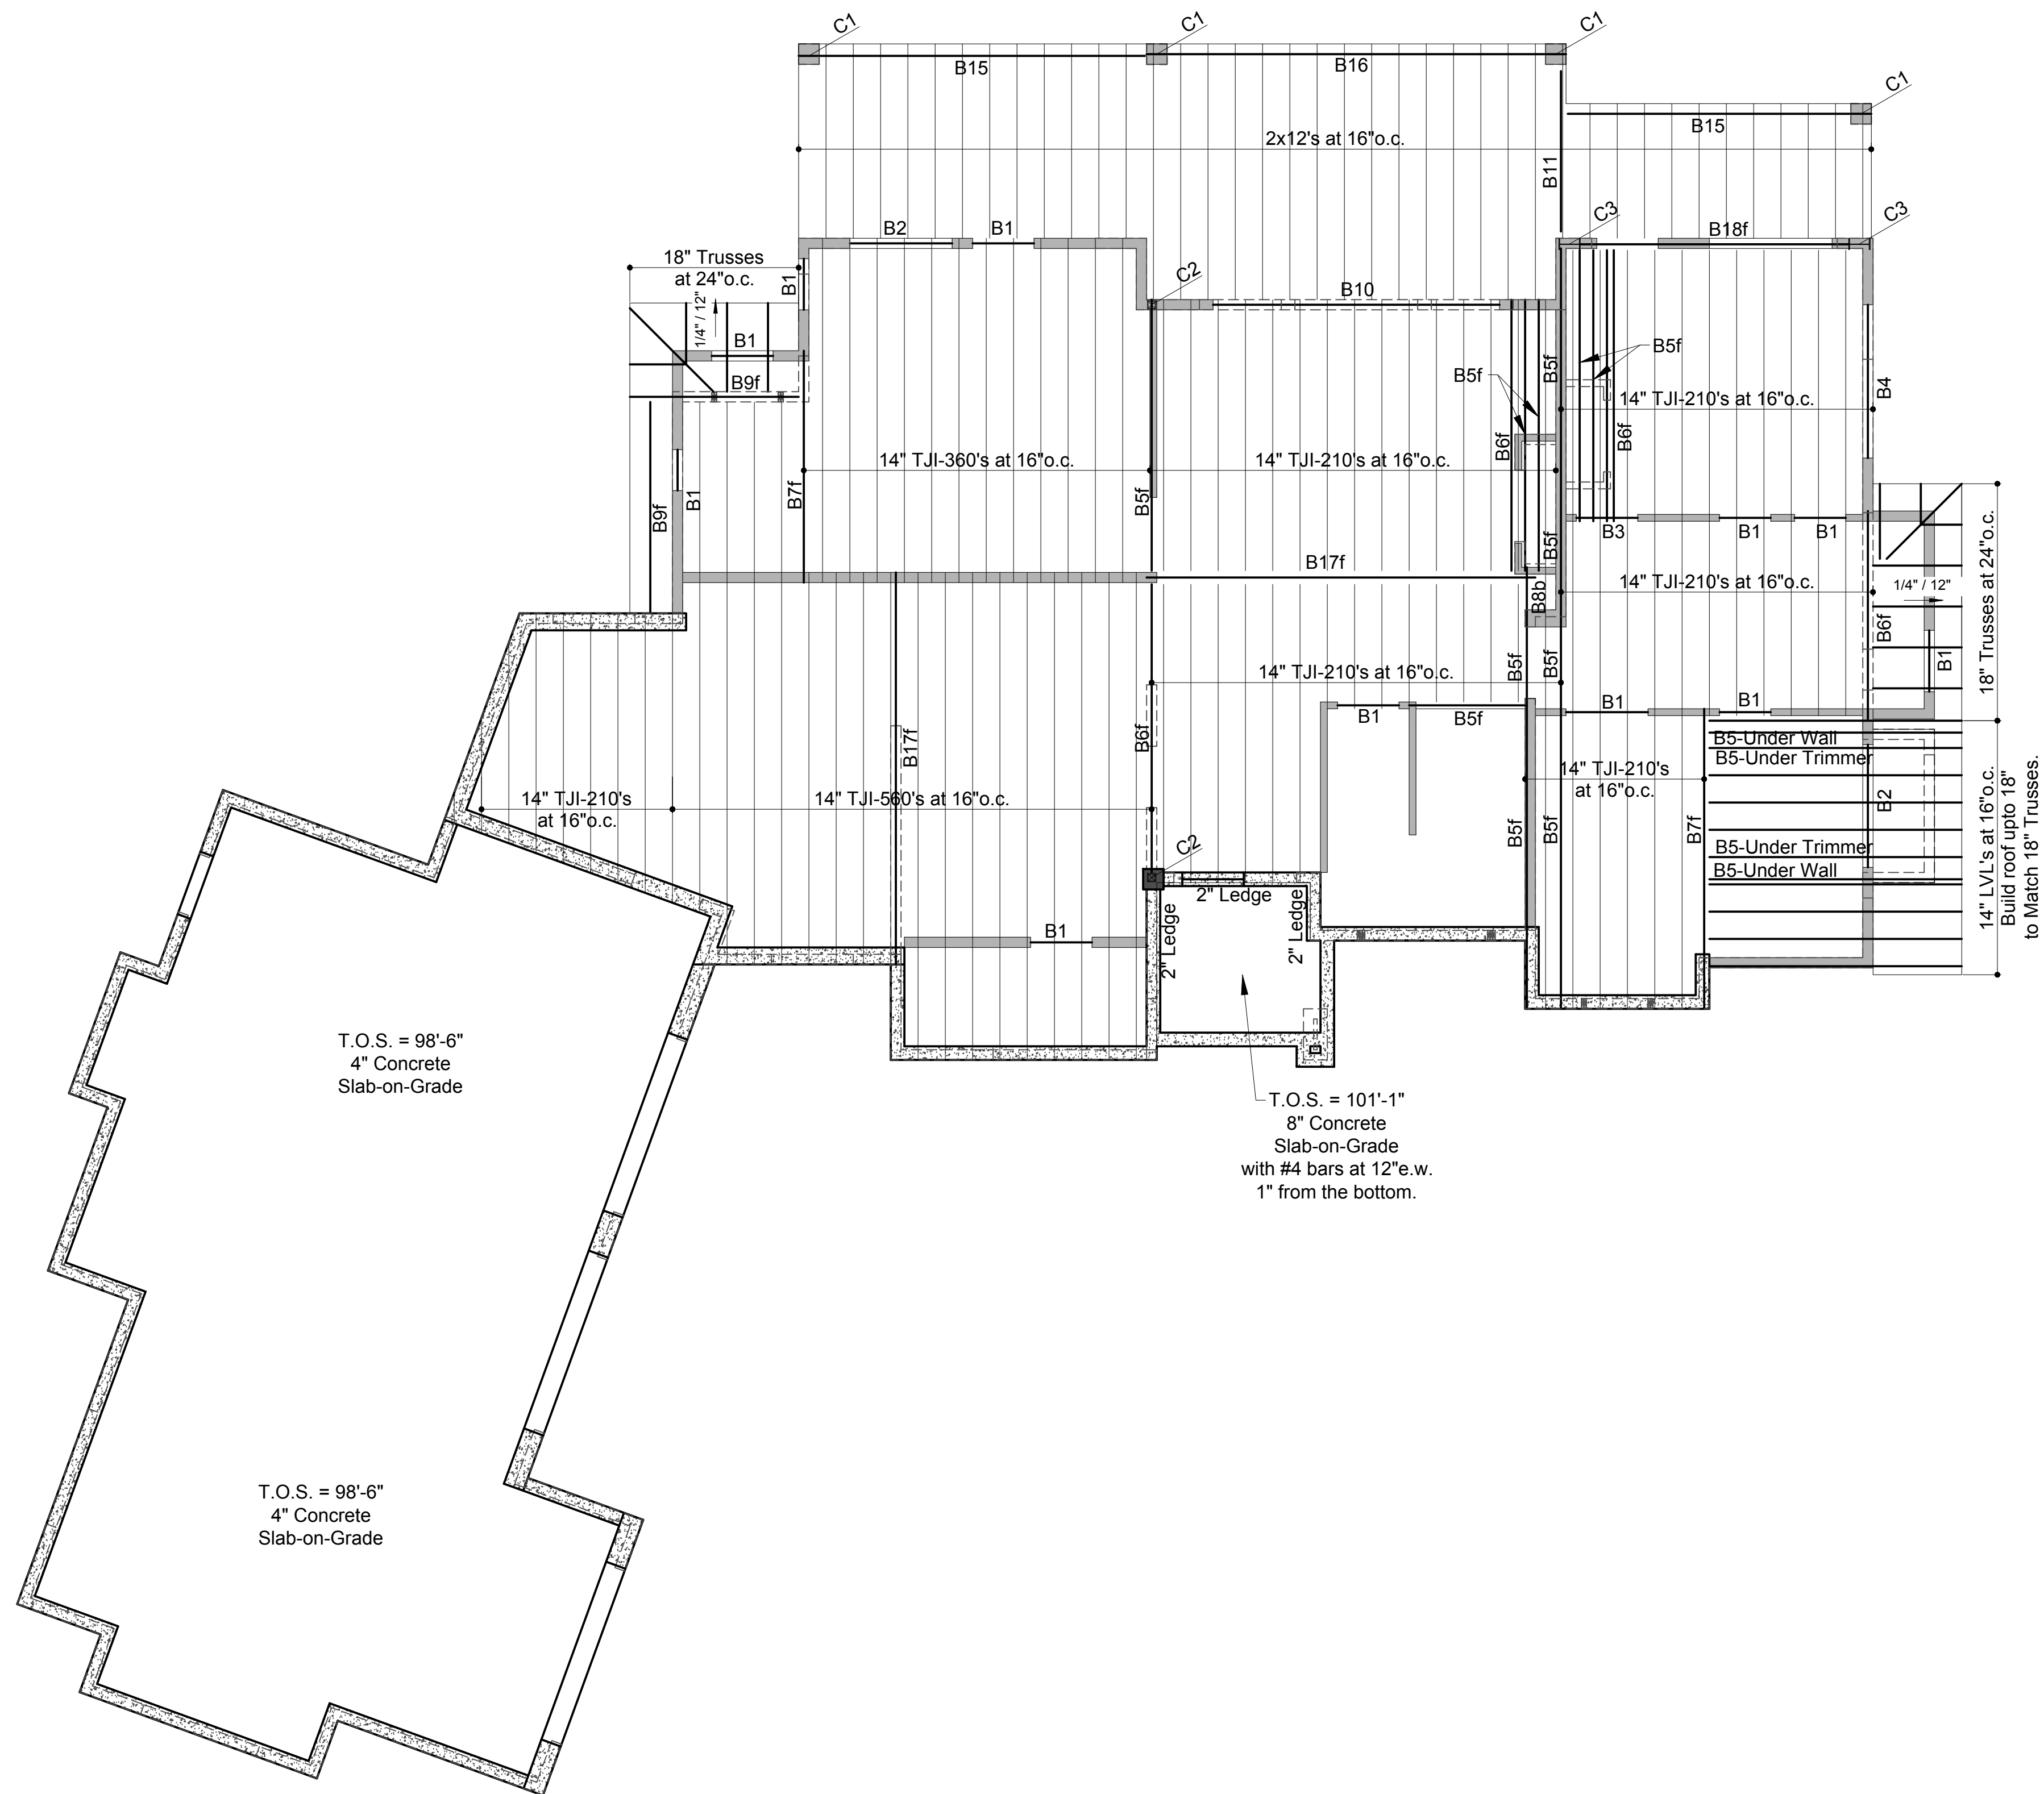 C1
C1
C1
B15
B16
C1
B15
2x12's at 16"o.c.
B11
B2
B1
C3
B18f
C3
18" Trusses
at 24"o.c.
B1
C2
B10
1/4" / 12"
B1
B9f
B5f
B5f
B5f
B4
14" TJI-210's at 16"o.c.
B6f
B6f
14" TJI-360's at 16"o.c.
14" TJI-210's at 16"o.c.
B9f
B1
B7f
B5f
B3
B1
B1
B5f
B17f
B8b
14" TJI-210's at 16"o.c.
1/4" / 12"
18" Trusses at 24"o.c.
B6f
B1
B5f
B5f
14" TJI-210's at 16"o.c.
B1
B5f
B1
B1
B17f
B6f
B5-Under Wall
B5-Under Trimmer
14" TJI-210's
at 16"o.c.
B2
14" TJI-210's
at 16"o.c.
14" TJI-560's at 16"o.c.
B5f
B5f
B7f
B5-Under Trimmer
B5-Under Wall
14" LVL's at 16"o.c.
Build roof upto 18"
to Match 18" Trusses.
C2
2" Ledge
2" Ledge
2" Ledge
B1
T.O.S. = 98'-6"
4" Concrete
Slab-on-Grade
T.O.S. = 101'-1"
8" Concrete
Slab-on-Grade
with #4 bars at 12"e.w.
1" from the bottom.
T.O.S. = 98'-6"
4" Concrete
Slab-on-Grade